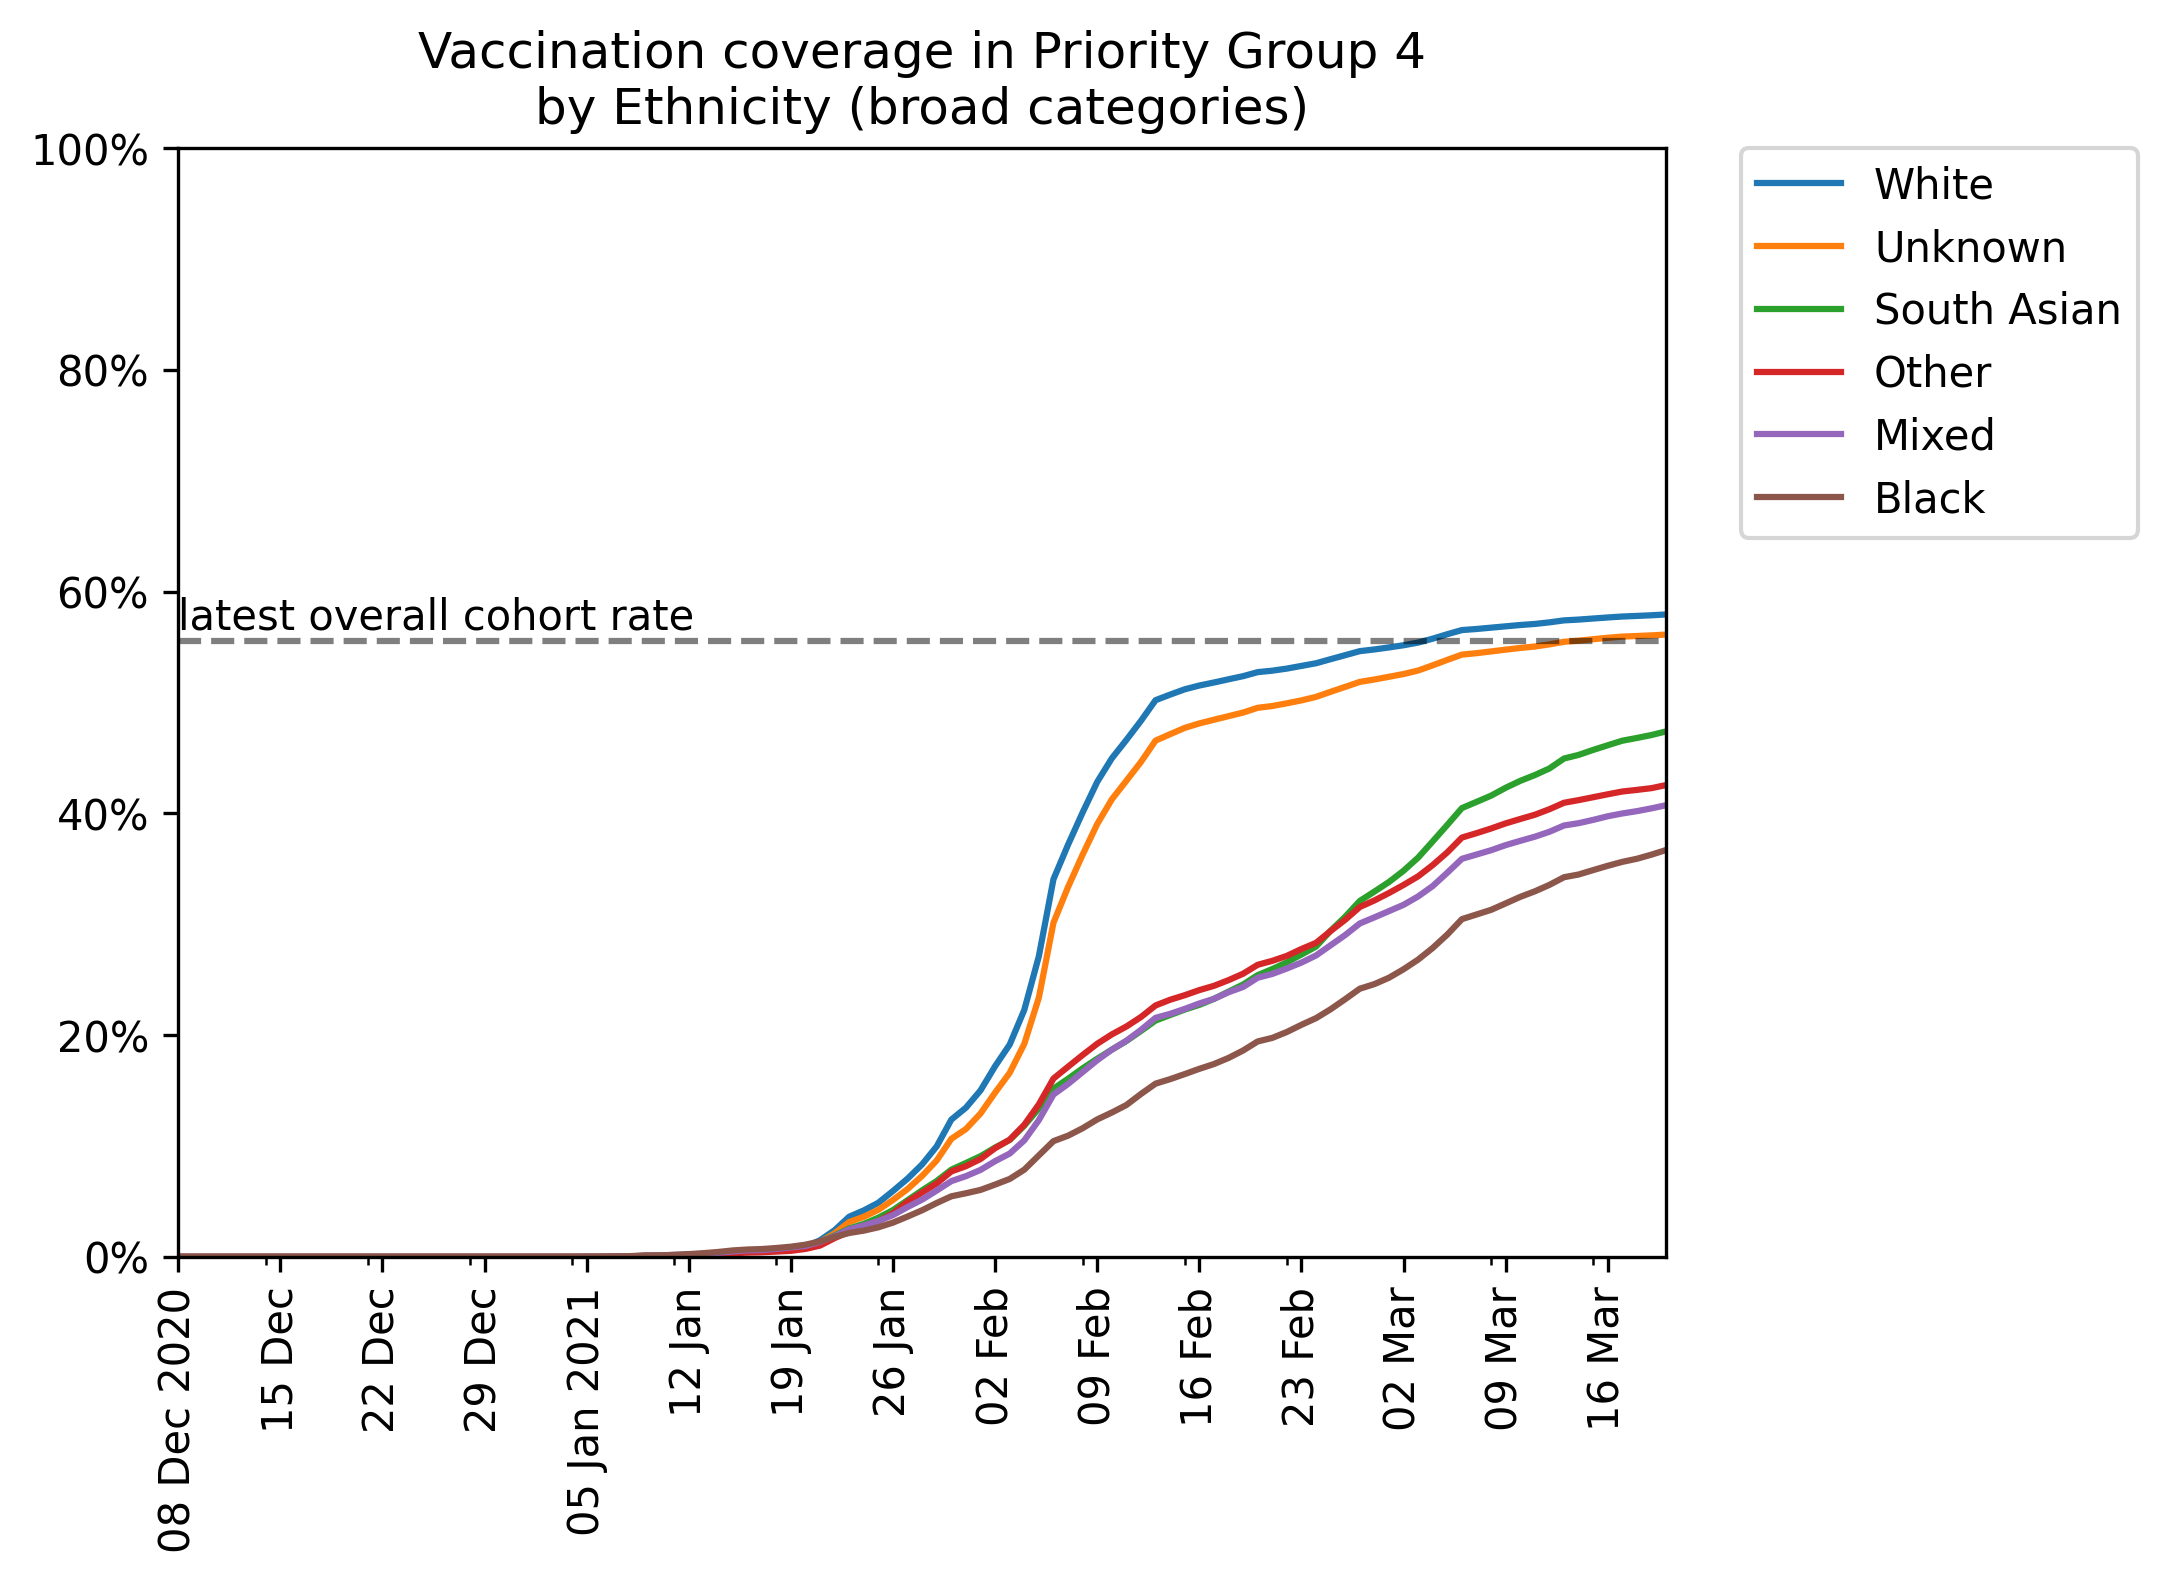 Vaccination coverage in Priority Group 4
by Ethnicity (broad categories)
100%
80%
60%
40%
20%
0%
latest overall cohort rate
White
Unknown
South Asian
Other
Mixed
Black
08 Dec 2020
15 Dec
22 Dec
29 Dec
05 Jan 2021
12 Jan
19 Jan
26 Jan
02 Feb
09 Feb
16 Feb
23 Feb
02 Mar
09 Mar
16 Mar